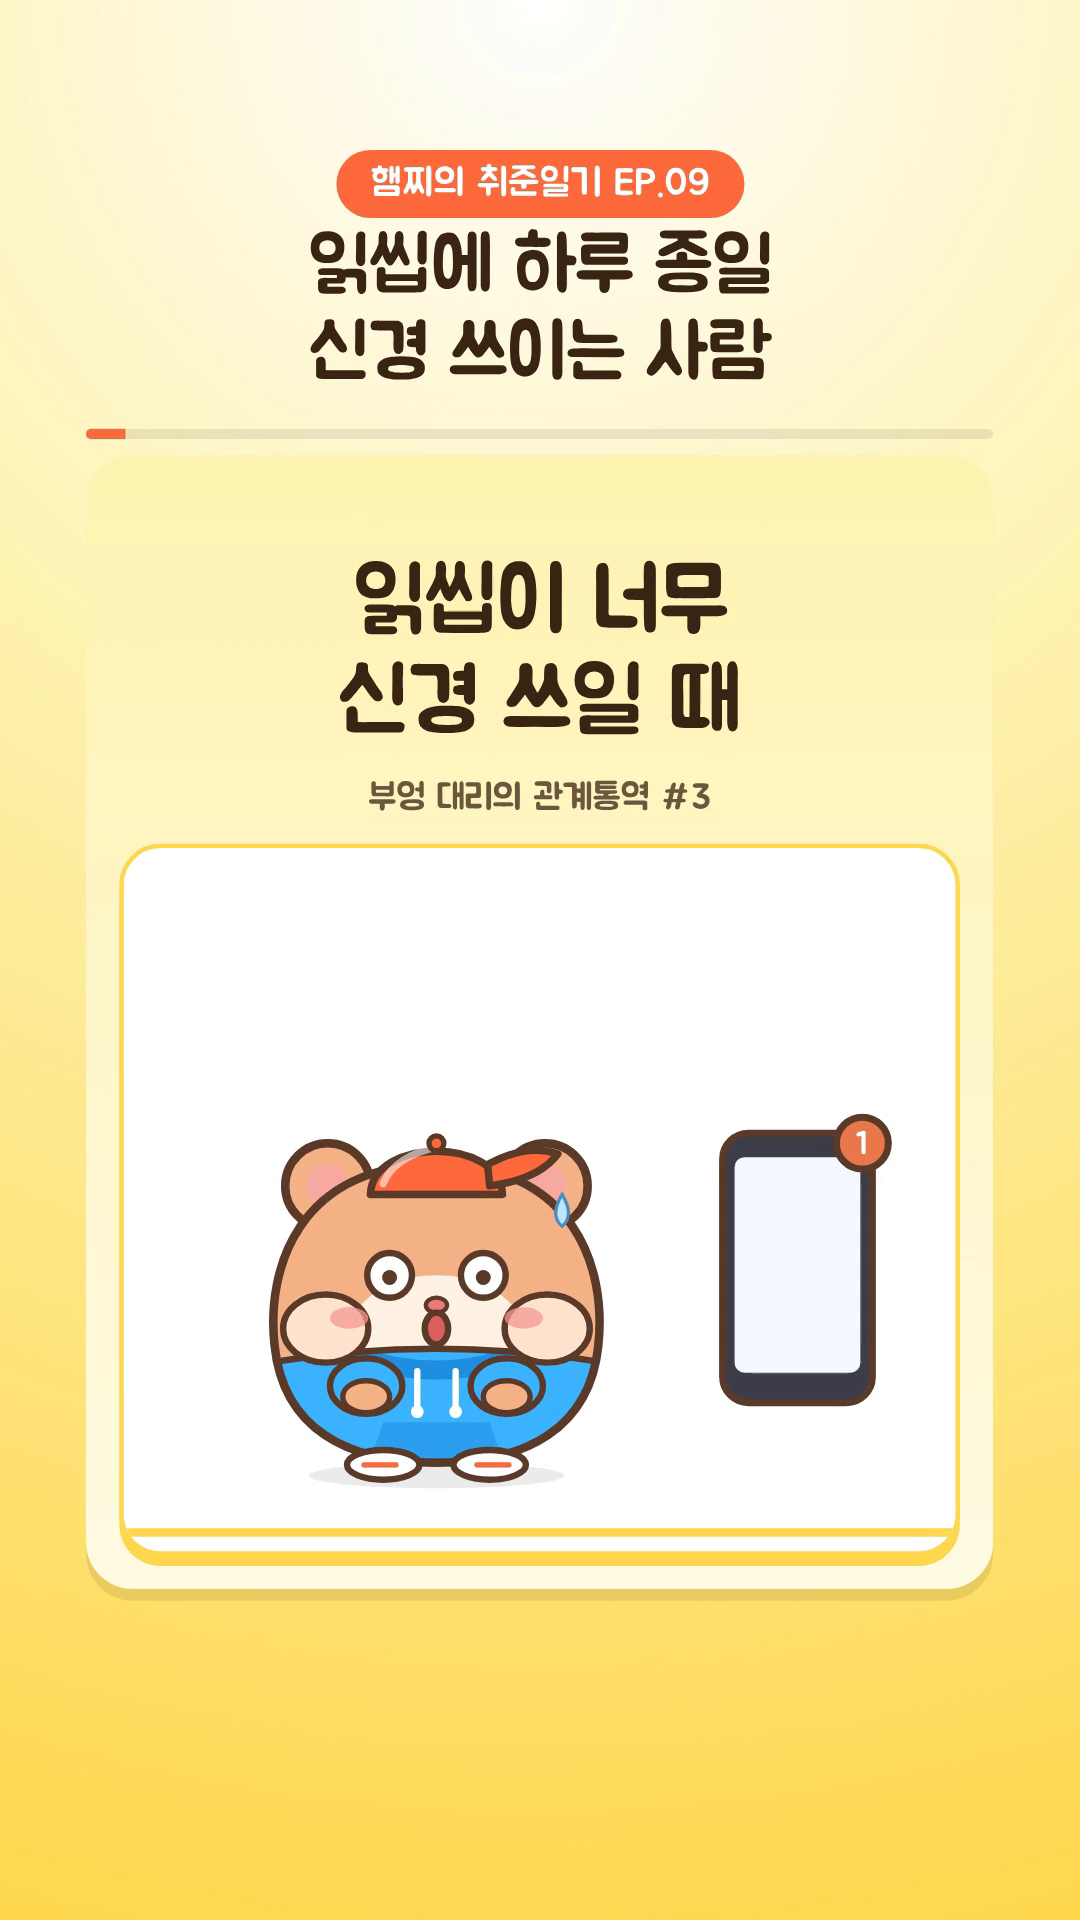 햄찌의 취준일기 EP.09
읽씹에 하루 종일
신경 쓰이는 사람
읽씹이 너무
신경 쓰일 때
부엉 대리의 관계통역 #3
1